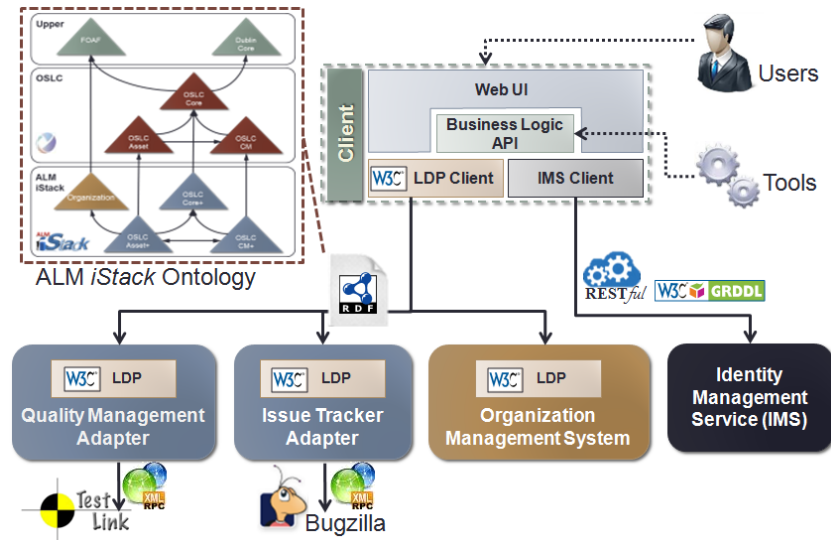 Upper
FOAF
Dublin
Core
OSLC
OSLC
Core
OSLC
Asset
OSLC
CM
ALM
iStack
Organization
OSLC
Core+
OSLC
Asset+
OSLC
CM+
ALM
iStack
ALM iStack Ontology
Client
Web UI
Business Logic
API
W3C LDP Client
IMS Client
Users
Tools
RDF
RESTful
W3C GRDDL
W3C LDP
Quality Management
Adapter
W3C LDP
Issue Tracker
Adapter
W3C LDP
Organization
Management System
Identity
Management
Service (IMS)
XML
RPC
Test
Link
XML
RPC
Bugzilla